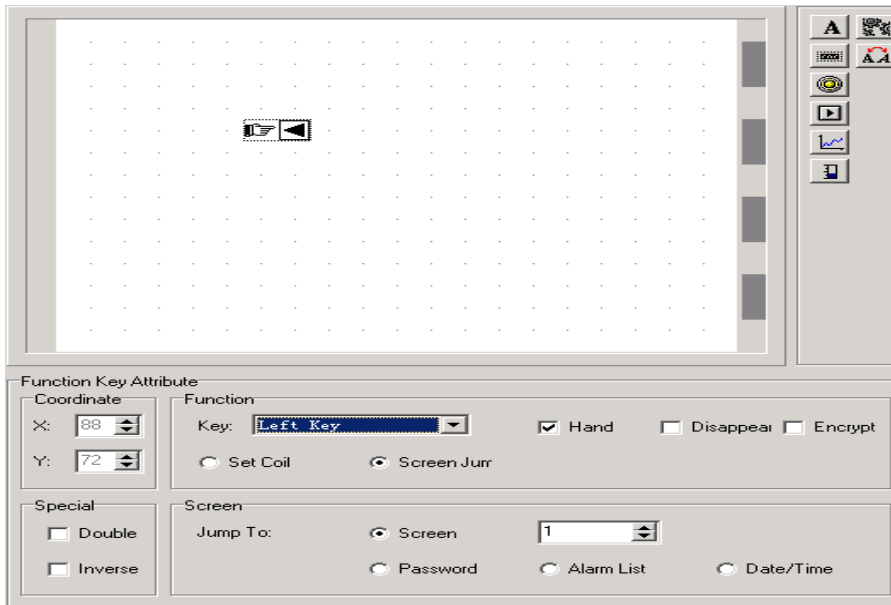 A
A A
Function Key Attribute
Coordinate
Function
X: 88
Key: Left Key
Hand
Disappear
Encrypt
Y: 72
Set Coil
Screen Jum
Special
Screen
Double
Jump To:
Screen
1
Inverse
Password
Alarm List
Date/Time